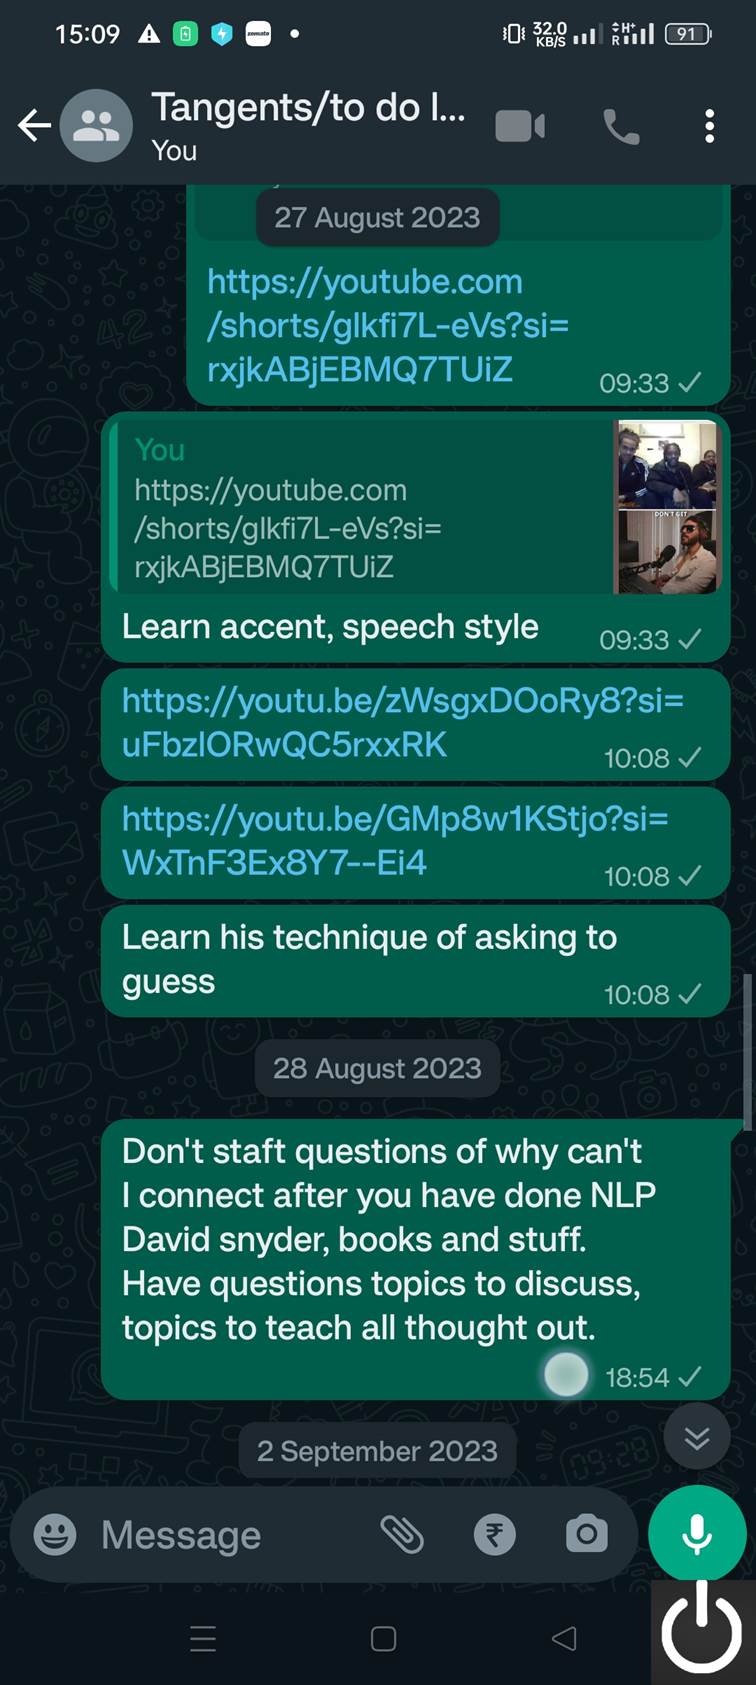 15:09
zomato
32.0
KB/S
H+
R
91
Tangents/to do l...
You
27 August 2023
https://youtube.com
/shorts/glkfi7L-eVs?si=
rxjkABjEBMQ7TUiZ
09:33
You
https://youtube.com
/shorts/glkfi7L-eVs?si=
rxjkABjEBMQ7TUiZ
DON'T GET
Learn accent, speech style
09:33
https://youtu.be/zWsgxDOoRy8?si=
uFbzlORwQC5rxxRK
10:08
https://youtu.be/GMp8w1KStjo?si=
WxTnF3Ex8Y7--Ei4
10:08
Learn his technique of asking to
guess
10:08
28 August 2023
Don't staft questions of why can't
I connect after you have done NLP
David snyder, books and stuff.
Have questions topics to discuss,
topics to teach all thought out.
18:54
2 September 2023
Message
₹